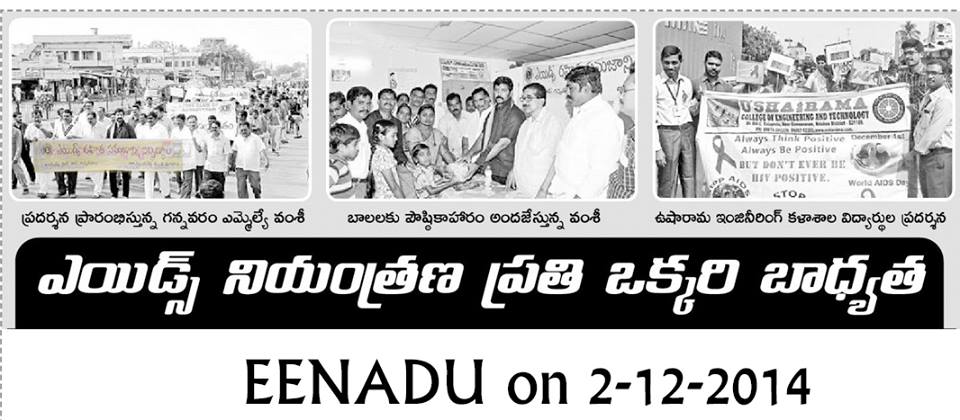 USHA RAMA
COLLEGE OF ENGINEERING AND TECHNOLOGY
Always Think Positive December 1st
Always Be Positive
BUT DON'T EVER BE
HIV POSITIVE.
World AIDS Day
STOP
ప్రదర్శన ప్రారంభిస్తున్న గన్నవరం ఎమ్మెల్యే వంశీ
బాలలకు పౌష్ఠికాహారం అందజేస్తున్న వంశీ
ఉషారామ ఇంజినీరింగ్ కళాశాల విద్యార్థుల ప్రదర్శన
ఎయిడ్స్ నియంత్రణ ప్రతి ఒక్కరి బాధ్యత
EENADU on 2-12-2014